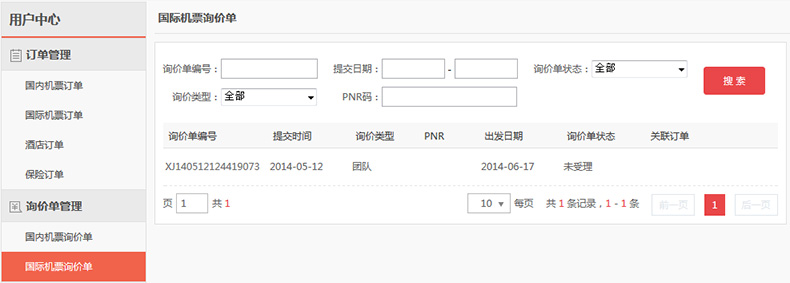 用户中心
订单管理
国内机票订单
国际机票订单
酒店订单
保险订单
询价单管理
国内机票询价单
国际机票询价单
国际机票询价单
询价单编号： 提交日期： - 询价单状态： 全部
搜 索
询价类型： 全部 PNR码：
询价单编号 提交时间 询价类型 PNR 出发日期 询价单状态 关联订单
XJ140512124419073 2014-05-12 团队 2014-06-17 未受理
页 1 共 1 10 每页 共 1 条记录，1 - 1 条 前一页 1 后一页